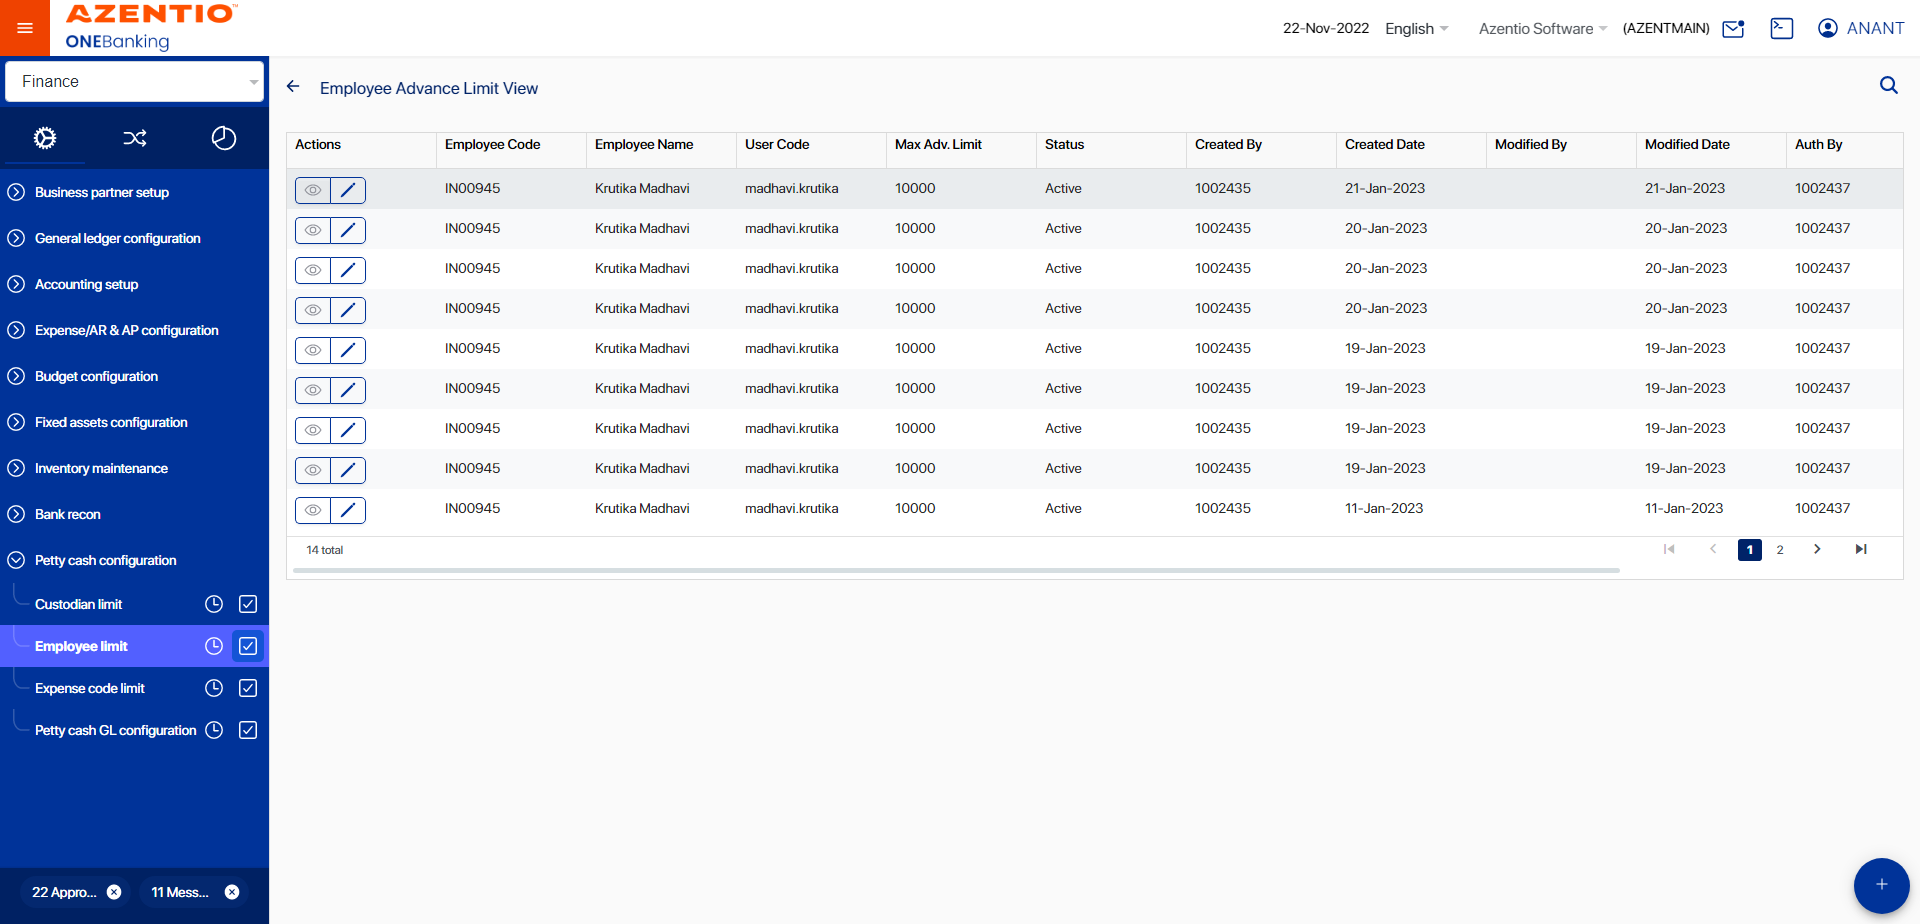 AZENTIO™
ONEBanking
22-Nov-2022 English Azentio Software (AZENTMAIN) ANANT
Finance
Business partner setup
General ledger configuration
Accounting setup
Expense/AR & AP configuration
Budget configuration
Fixed assets configuration
Inventory maintenance
Bank recon
Petty cash configuration
Custodian limit
Employee limit
Expense code limit
Petty cash GL configuration
22 Appro...
11 Mess...
Employee Advance Limit View
Actions Employee Code Employee Name User Code Max Adv. Limit Status Created By Created Date Modified By Modified Date Auth By
IN00945 Krutika Madhavi madhavi.krutika 10000 Active 1002435 21-Jan-2023 21-Jan-2023 1002437
IN00945 Krutika Madhavi madhavi.krutika 10000 Active 1002435 20-Jan-2023 20-Jan-2023 1002437
IN00945 Krutika Madhavi madhavi.krutika 10000 Active 1002435 20-Jan-2023 20-Jan-2023 1002437
IN00945 Krutika Madhavi madhavi.krutika 10000 Active 1002435 20-Jan-2023 20-Jan-2023 1002437
IN00945 Krutika Madhavi madhavi.krutika 10000 Active 1002435 19-Jan-2023 19-Jan-2023 1002437
IN00945 Krutika Madhavi madhavi.krutika 10000 Active 1002435 19-Jan-2023 19-Jan-2023 1002437
IN00945 Krutika Madhavi madhavi.krutika 10000 Active 1002435 19-Jan-2023 19-Jan-2023 1002437
IN00945 Krutika Madhavi madhavi.krutika 10000 Active 1002435 19-Jan-2023 19-Jan-2023 1002437
IN00945 Krutika Madhavi madhavi.krutika 10000 Active 1002435 11-Jan-2023 11-Jan-2023 1002437
14 total 1 2